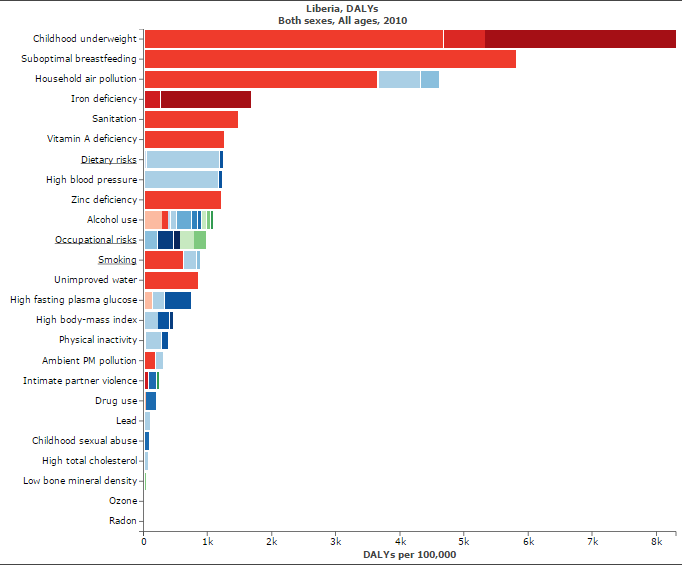 Liberia, DALYs
Both sexes, All ages, 2010
Childhood underweight
Suboptimal breastfeeding
Household air pollution
Iron deficiency
Sanitation
Vitamin A deficiency
Dietary risks
High blood pressure
Zinc deficiency
Alcohol use
Occupational risks
Smoking
Unimproved water
High fasting plasma glucose
High body-mass index
Physical inactivity
Ambient PM pollution
Intimate partner violence
Drug use
Lead
Childhood sexual abuse
High total cholesterol
Low bone mineral density
Ozone
Radon
0 1k 2k 3k 4k 5k 6k 7k 8k
DALYs per 100,000